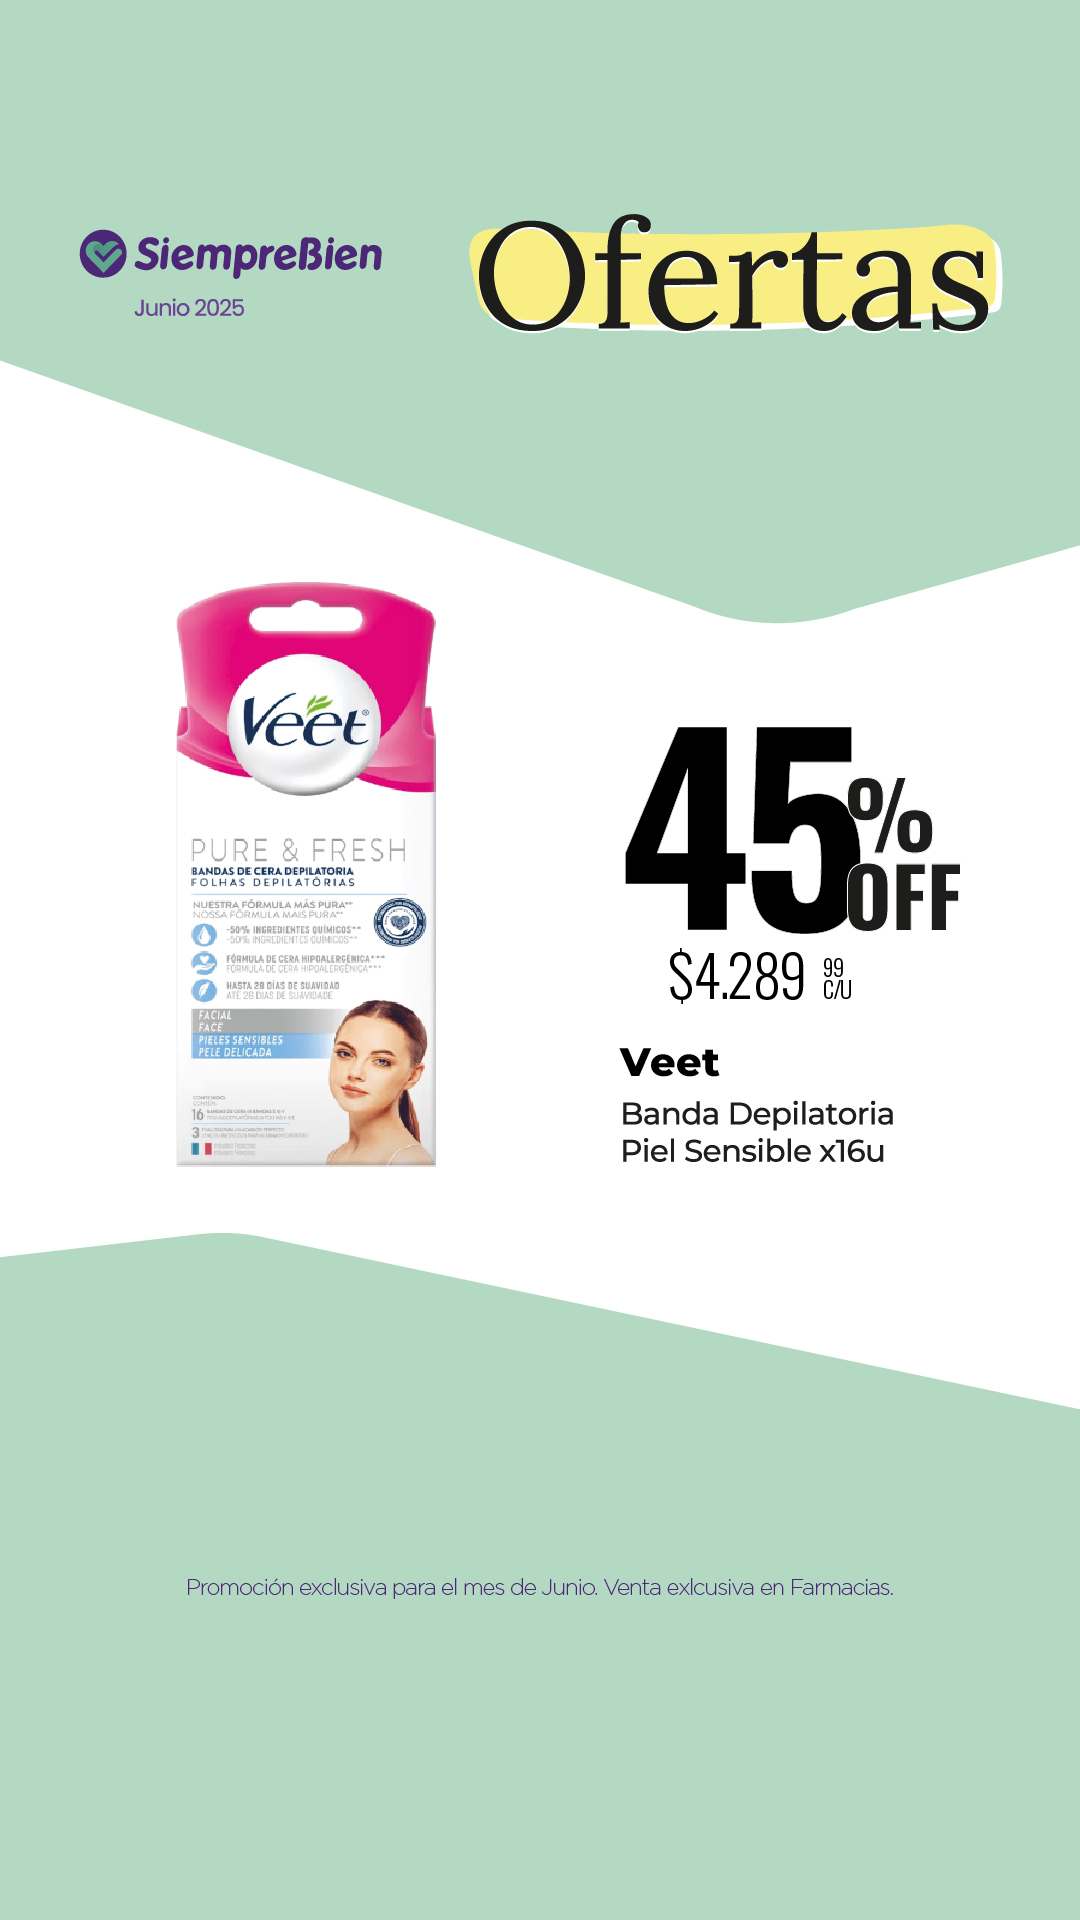 SiempreBien
Junio 2025
Ofertas
Veet®
PURE & FRESH
BANDAS DE CERA DEPILATORIA
FOLHAS DEPILATÓRIAS
NUESTRA FÓRMULA MÁS PURA**
NOSSA FÓRMULA MAIS PURA**
-50% INGREDIENTES QUÍMICOS**
-50% INGREDIENTES QUÍMICOS**
FÓRMULA DE CERA HIPOALERGÉNICA***
FÓRMULA DE CERA HIPOALERGÊNICA***
HASTA 28 DÍAS DE SUAVIDAD
ATÉ 28 DIAS DE SUAVIDADE
FACIAL
FACE
PIELES SENSIBLES
PELE DELICADA
16
3
45%
OFF
$4.289 99
C/U
Veet
Banda Depilatoria
Piel Sensible x16u
Promoción exclusiva para el mes de Junio. Venta exlcusiva en Farmacias.